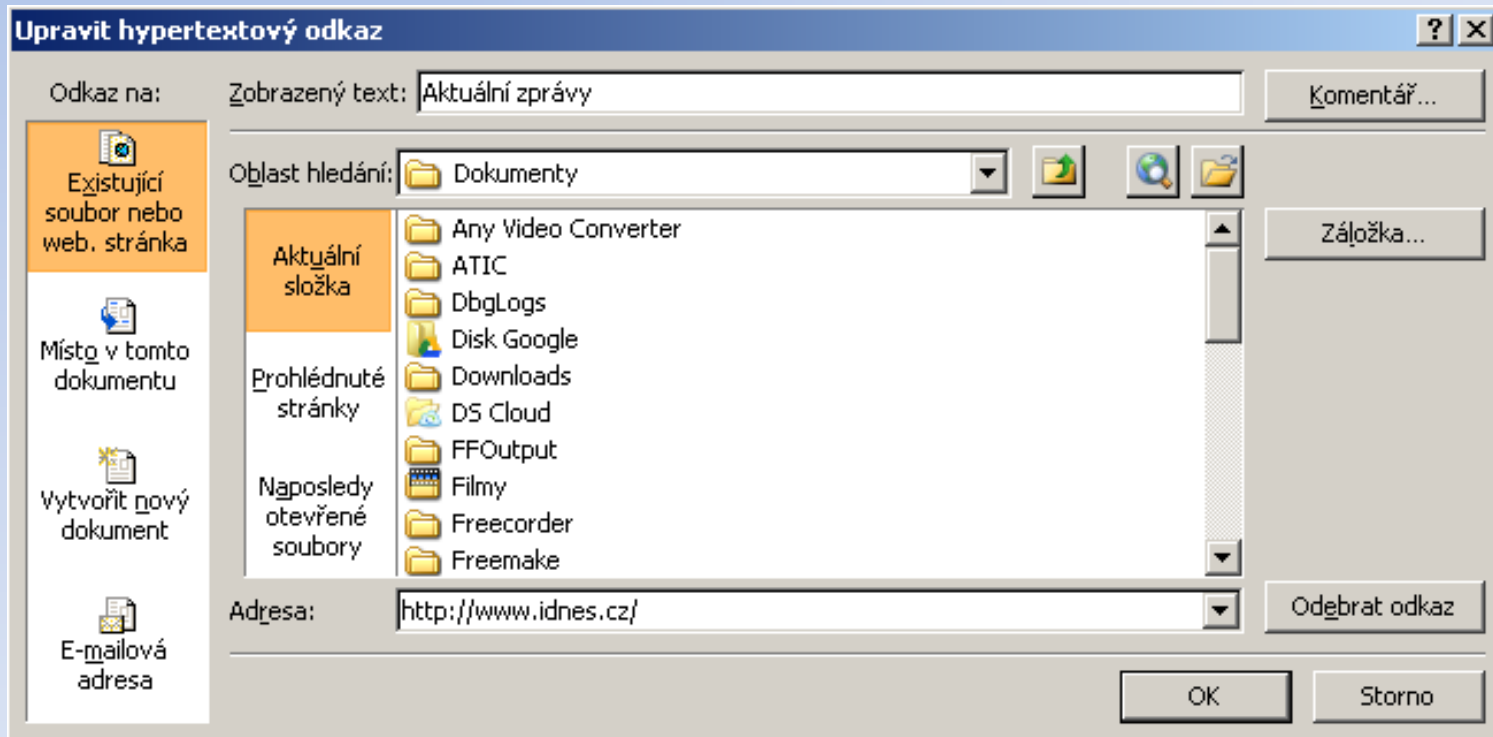 Upravit hypertextový odkaz
Odkaz na:
Zobrazený text: Aktuální zprávy
Komentář...
Existující
soubor nebo
web. stránka
Místo v tomto
dokumentu
Vytvořit nový
dokument
E-mailová
adresa
Oblast hledání: Dokumenty
Aktuální
složka
Prohlédnuté
stránky
Naposledy
otevřené
soubory
Any Video Converter
ATIC
DbgLogs
Disk Google
Downloads
DS Cloud
FFOutput
Filmy
Freecorder
Freemake
Záložka...
Adresa: http://www.idnes.cz/
Odebrat odkaz
OK
Storno